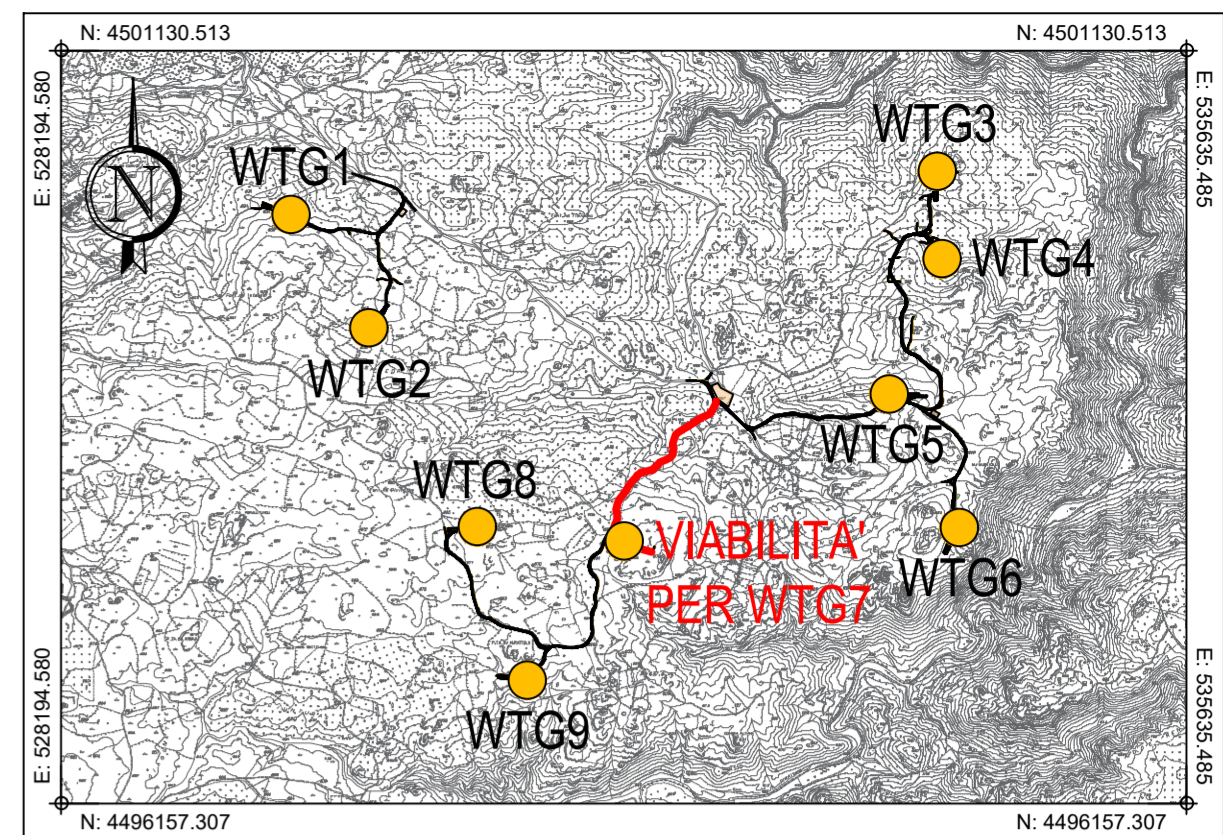 N: 4501130.513
N: 4501130.513
E: 528194.580
E: 535635.485
N
WTG1
WTG3
WTG4
WTG2
WTG5
WTG8
VIABILITA'
PER WTG7
WTG6
WTG9
E: 528194.580
E: 535635.485
N: 4496157.307
N: 4496157.307